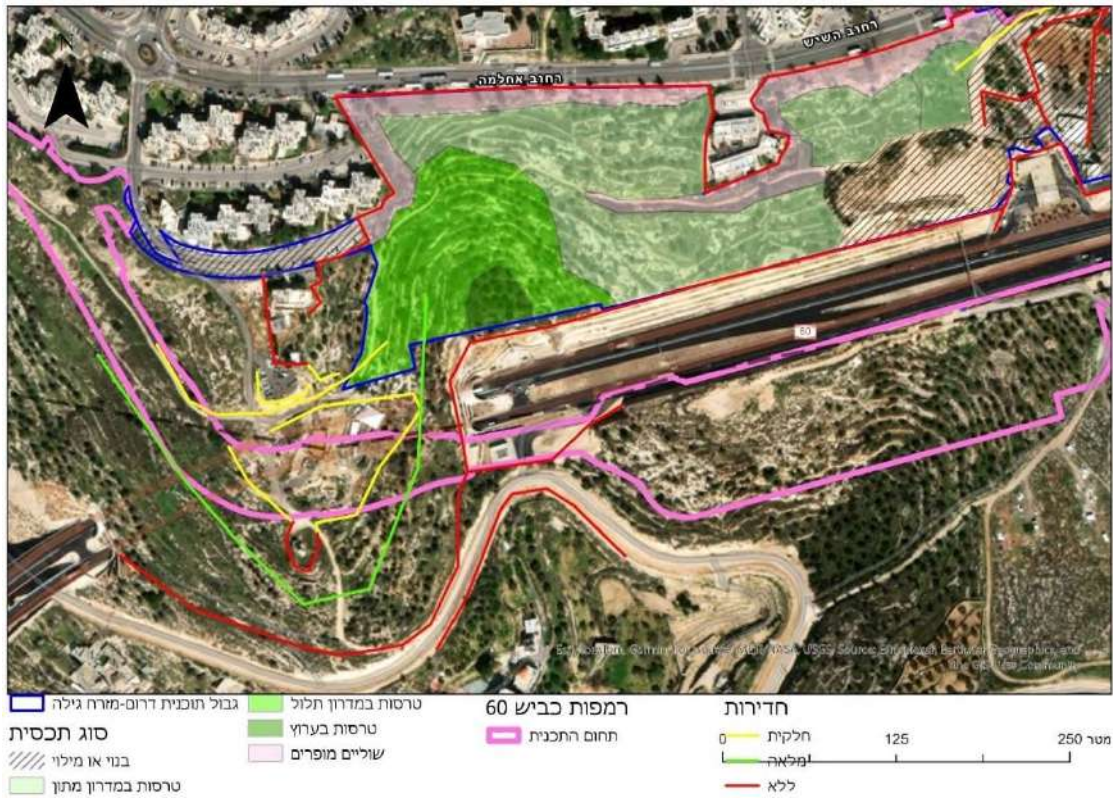 N
רחוב השיש
רחוב אחלמה
60
גבול תוכנית דרום-מזרח גילה
סוג תכסית
בנוי או מילוי
טרסות במדרון מתון
טרסות במדרון תלול
טרסות בערוץ
שוליים מופרים
רמפות כביש 60
תחום התכנית
חדירות
חלקית
מלאה
ללא
0 125 250 מטר